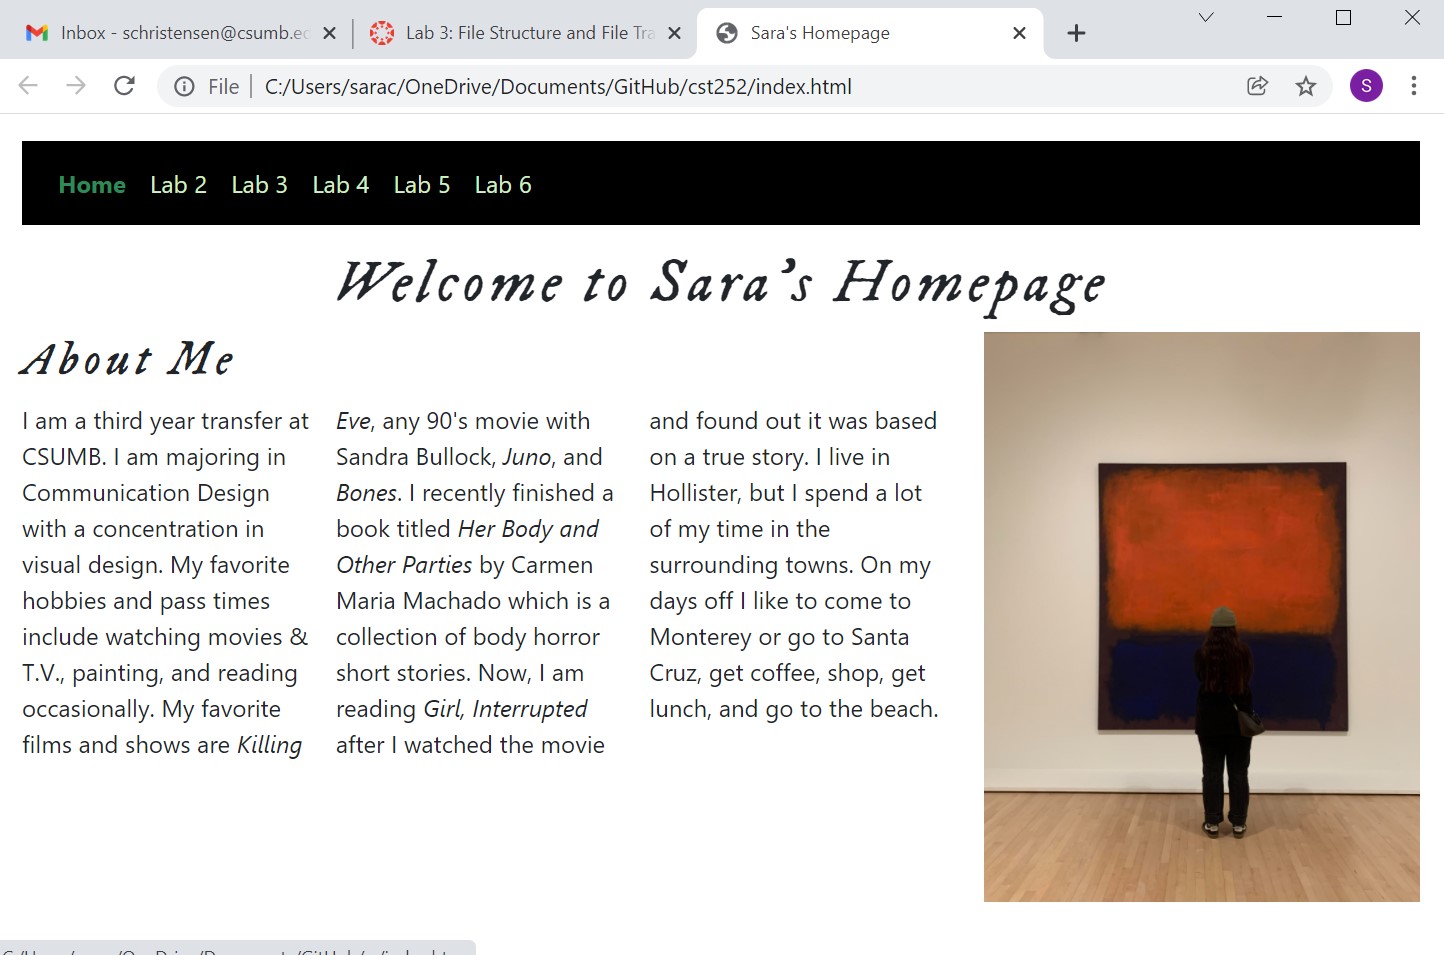 Inbox - schristensen@csumb.ed
Lab 3: File Structure and File Tra
Sara's Homepage
File
C:/Users/sarac/OneDrive/Documents/GitHub/cst252/index.html
S
Home Lab 2 Lab 3 Lab 4 Lab 5 Lab 6
Welcome to Sara's Homepage
About Me
I am a third year transfer at
CSUMB. I am majoring in
Communication Design
with a concentration in
visual design. My favorite
hobbies and pass times
include watching movies &
T.V., painting, and reading
occasionally. My favorite
films and shows are Killing
Eve, any 90's movie with
Sandra Bullock, Juno, and
Bones. I recently finished a
book titled Her Body and
Other Parties by Carmen
Maria Machado which is a
collection of body horror
short stories. Now, I am
reading Girl, Interrupted
after I watched the movie
and found out it was based
on a true story. I live in
Hollister, but I spend a lot
of my time in the
surrounding towns. On my
days off I like to come to
Monterey or go to Santa
Cruz, get coffee, shop, get
lunch, and go to the beach.